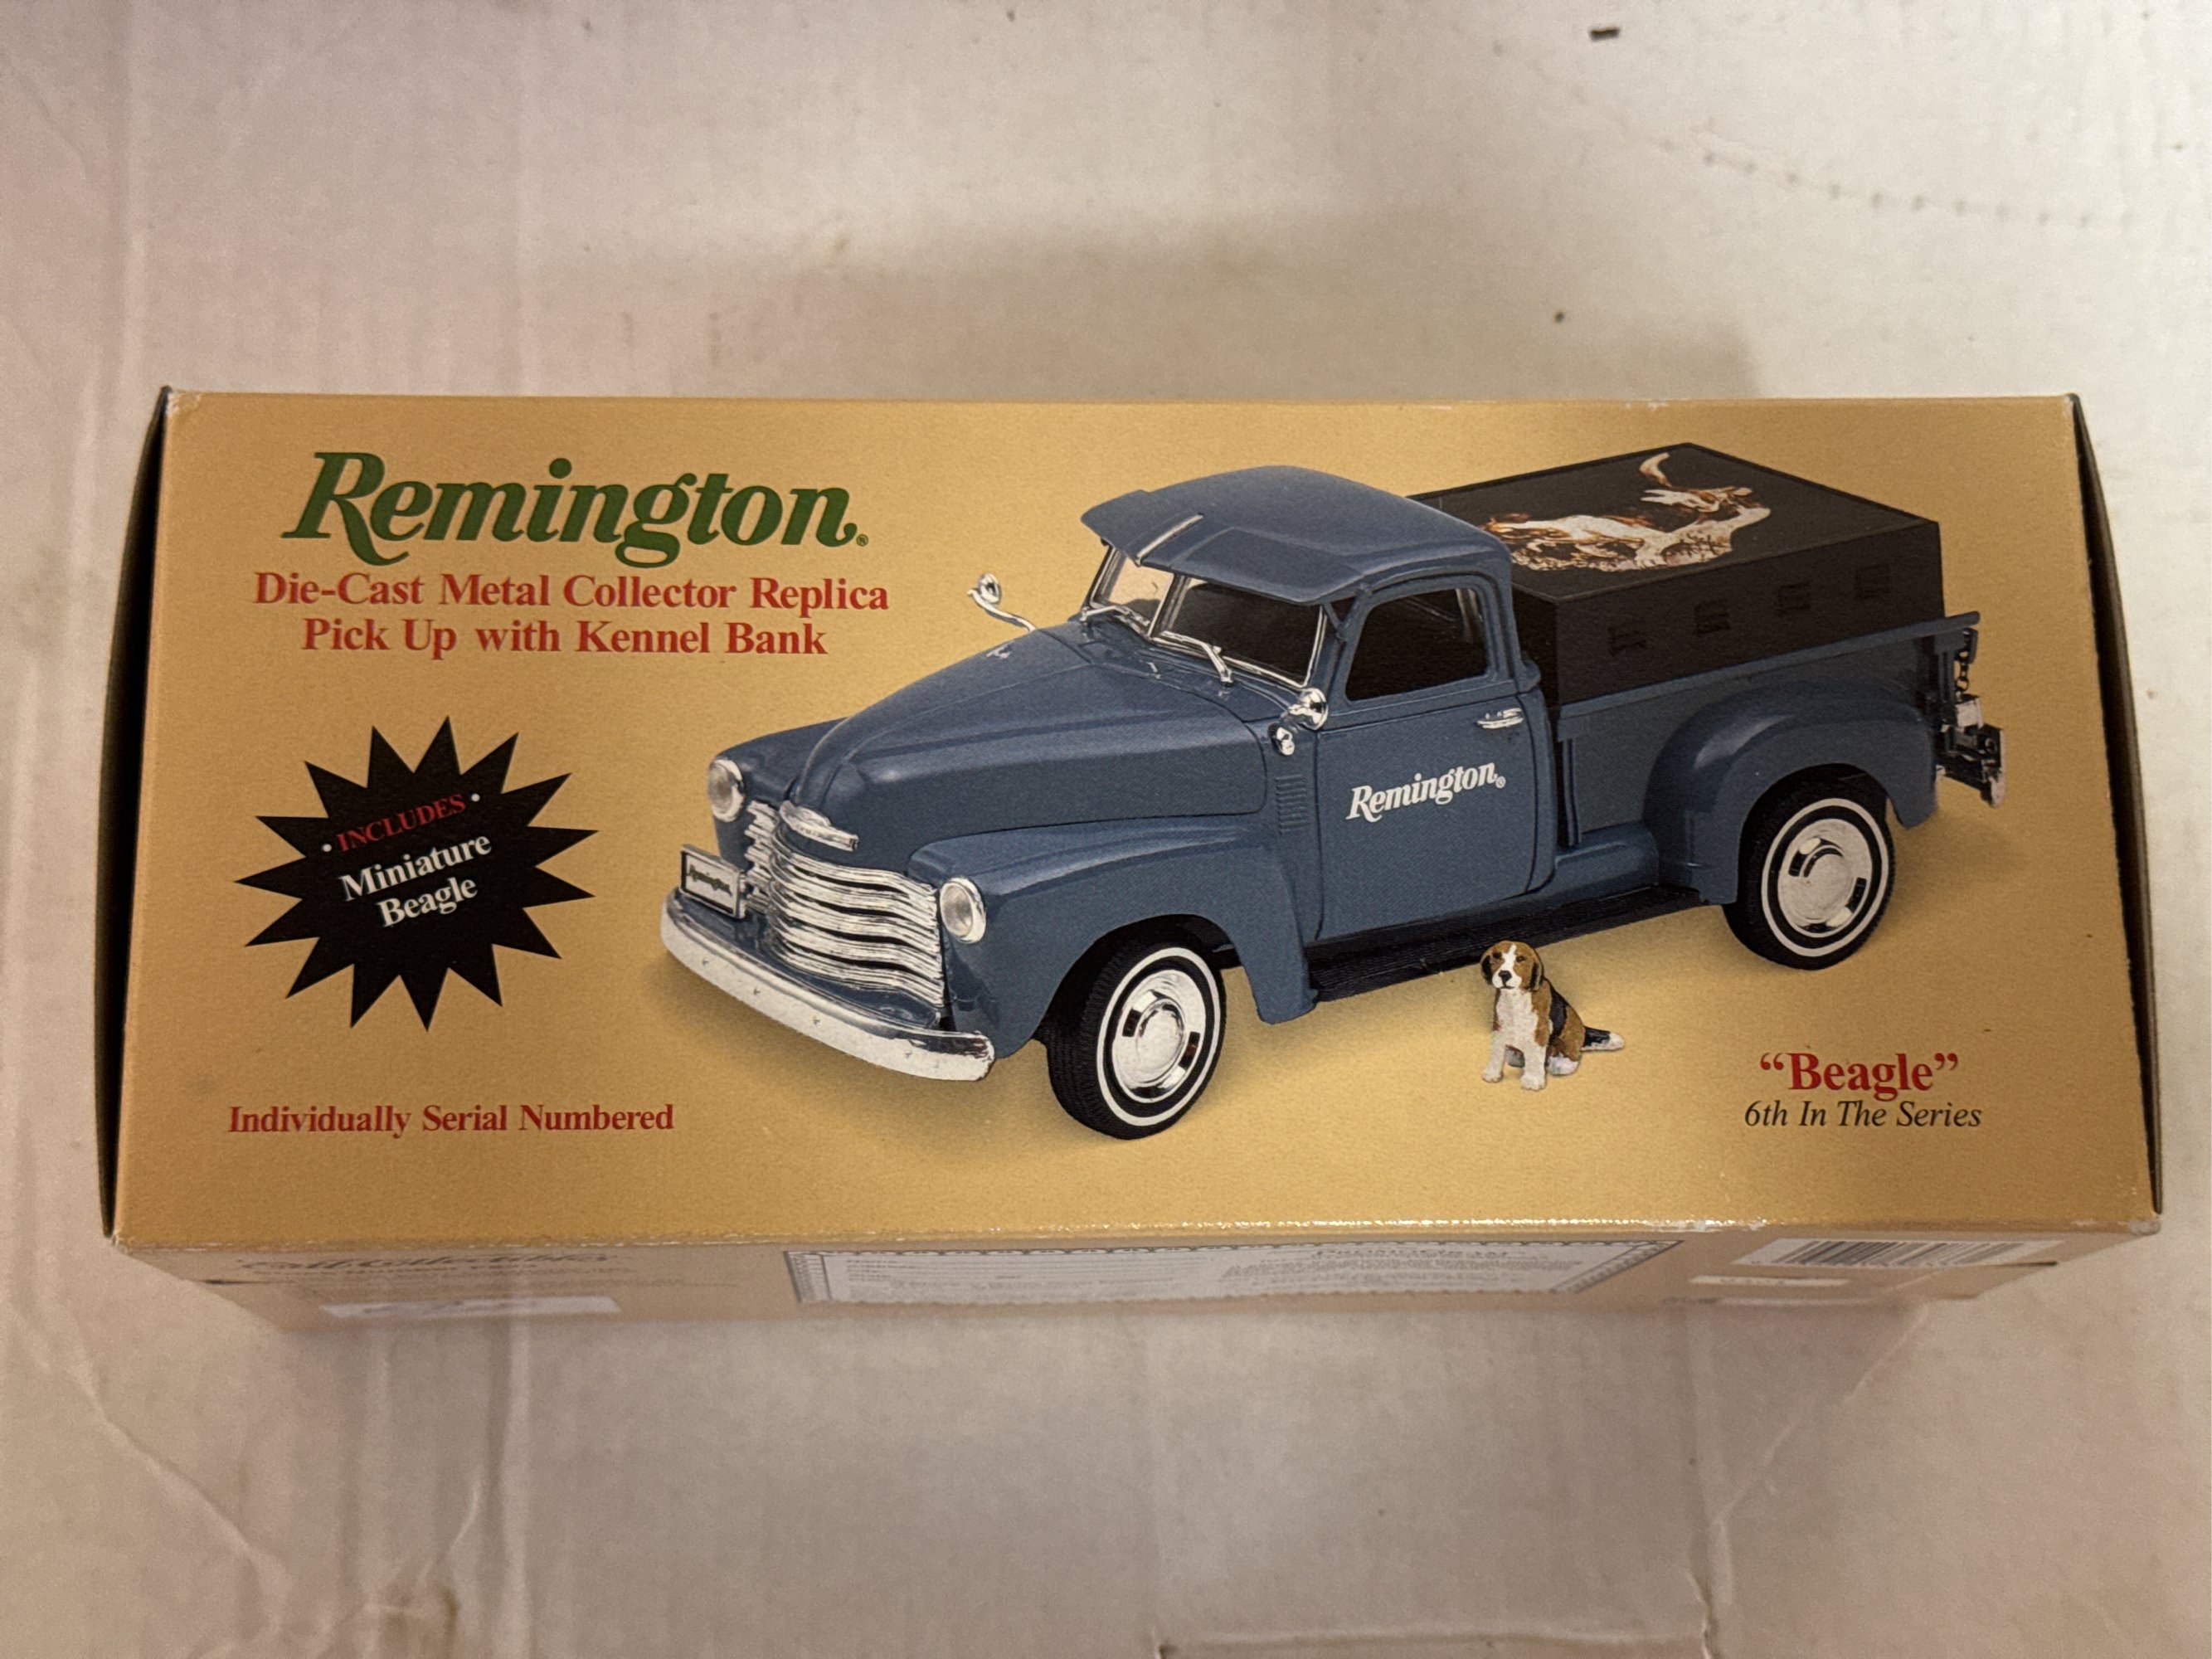 Remington®
Die-Cast Metal Collector Replica
Pick Up with Kennel Bank
• INCLUDES •
Miniature
Beagle
Remington®
Remington
Individually Serial Numbered
"Beagle"
6th In The Series